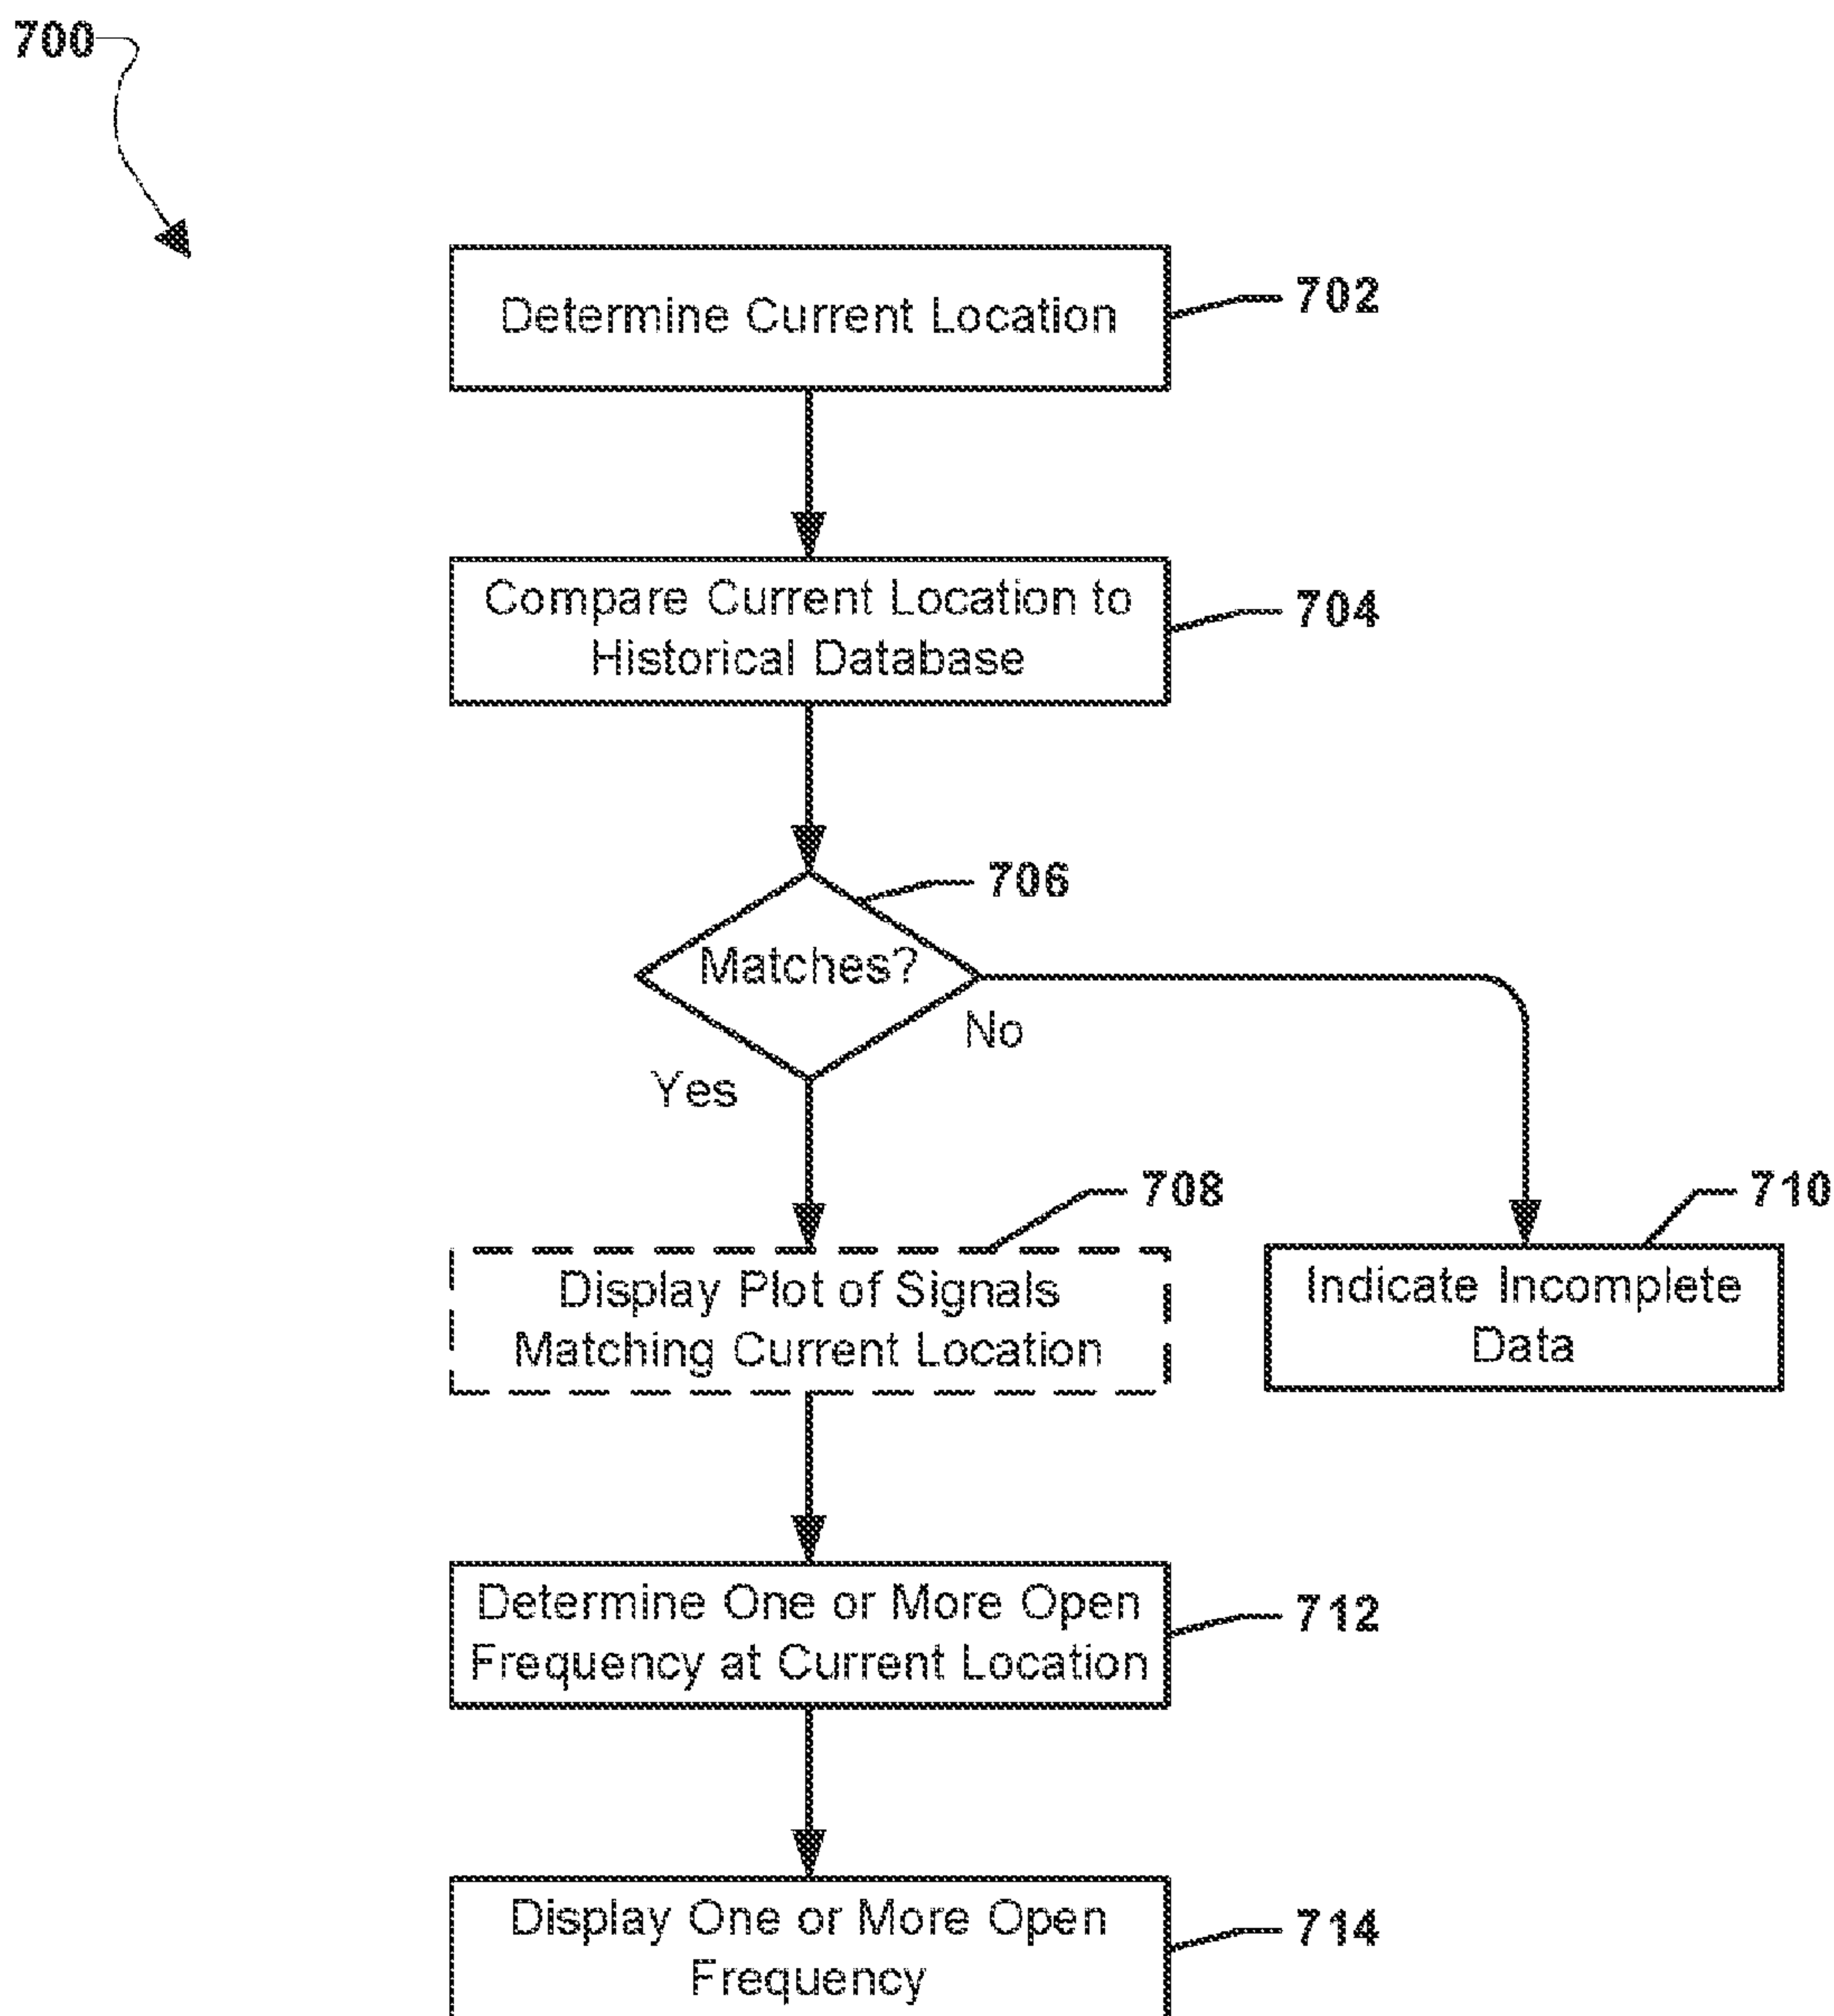 700
Determine Current Location
702
Compare Current Location to
Historical Database
704
706
Matches?
No
Yes
708
710
Display Plot of Signals
Matching Current Location
Indicate Incomplete
Data
Determine One or More Open
Frequency at Current Location
712
Display One or More Open
Frequency
714